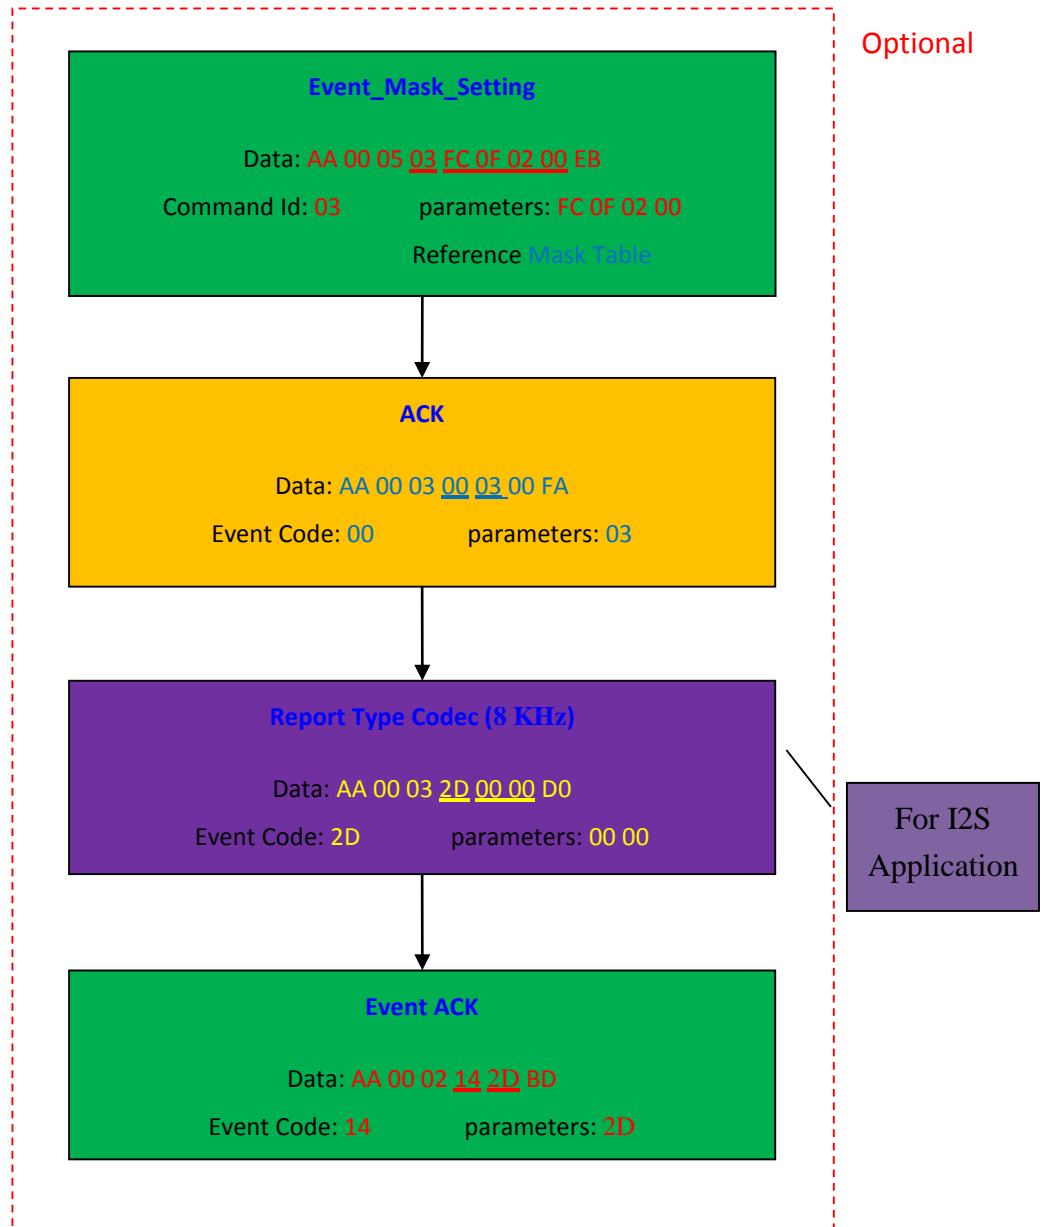 Optional
Event_Mask_Setting
Data: AA 00 05 03 FC 0F 02 00 EB
Command Id: 03 parameters: FC 0F 02 00
Reference Mask Table
ACK
Data: AA 00 03 00 03 00 FA
Event Code: 00 parameters: 03
Report Type Codec (8 KHz)
Data: AA 00 03 2D 00 00 D0
Event Code: 2D parameters: 00 00
For I2S
Application
Event ACK
Data: AA 00 02 14 2D BD
Event Code: 14 parameters: 2D